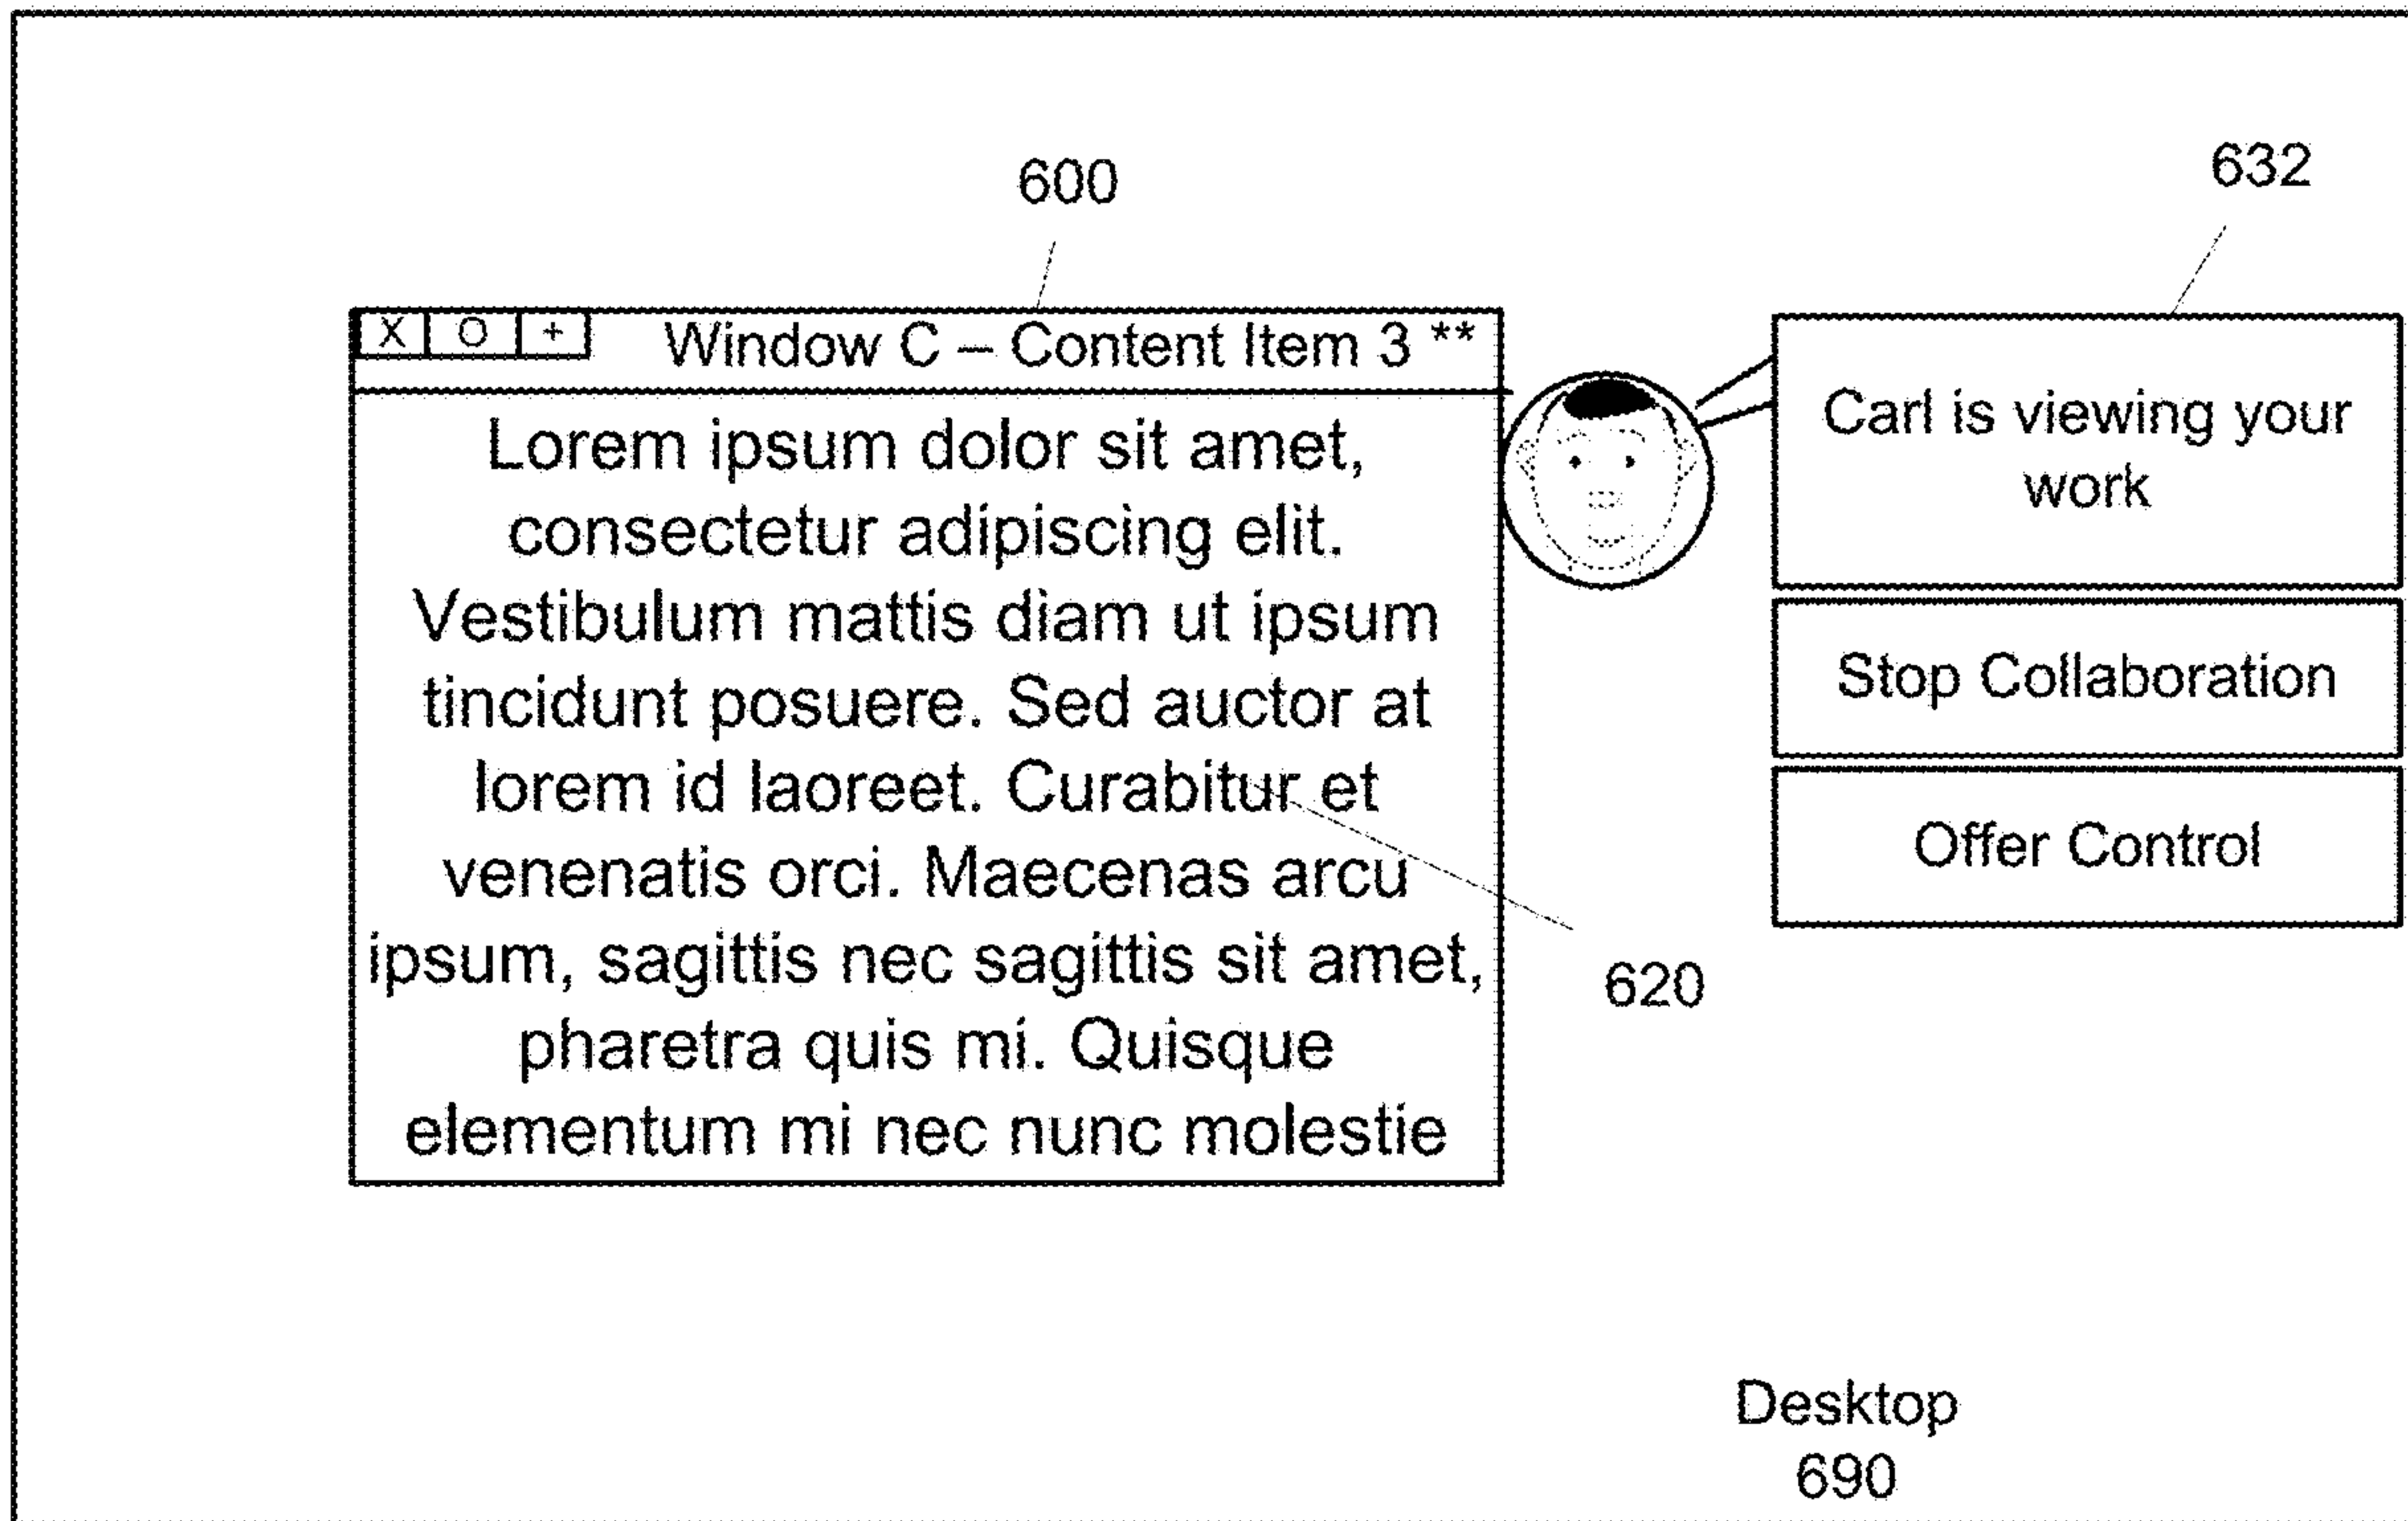 600
632
X O + Window C – Content Item 3 **
Lorem ipsum dolor sit amet,
consectetur adipiscing elit.
Vestibulum mattis diam ut ipsum
tincidunt posuere. Sed auctor at
lorem id laoreet. Curabitur et
venenatis orci. Maecenas arcu
ipsum, sagittis nec sagittis sit amet,
pharetra quis mi. Quisque
elementum mi nec nunc molestie
Carl is viewing your
work
Stop Collaboration
Offer Control
620
Desktop
690